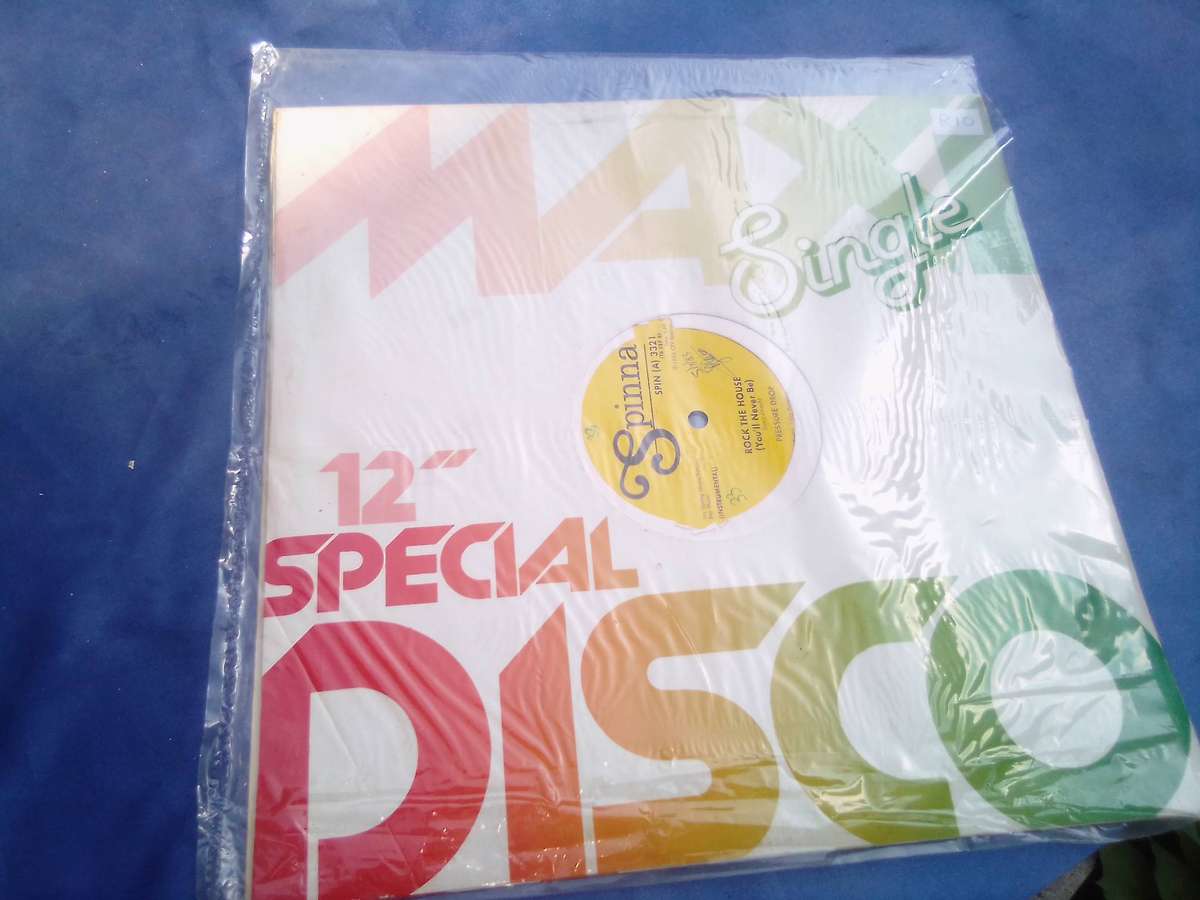 MAXI
Single
R10
Spinna
SPIN (A) 3321
ROCK THE HOUSE
(You'll Never Be)
PRESSURE DROP
(INSTRUMENTAL)
33
12"
SPECIAL
DISCO